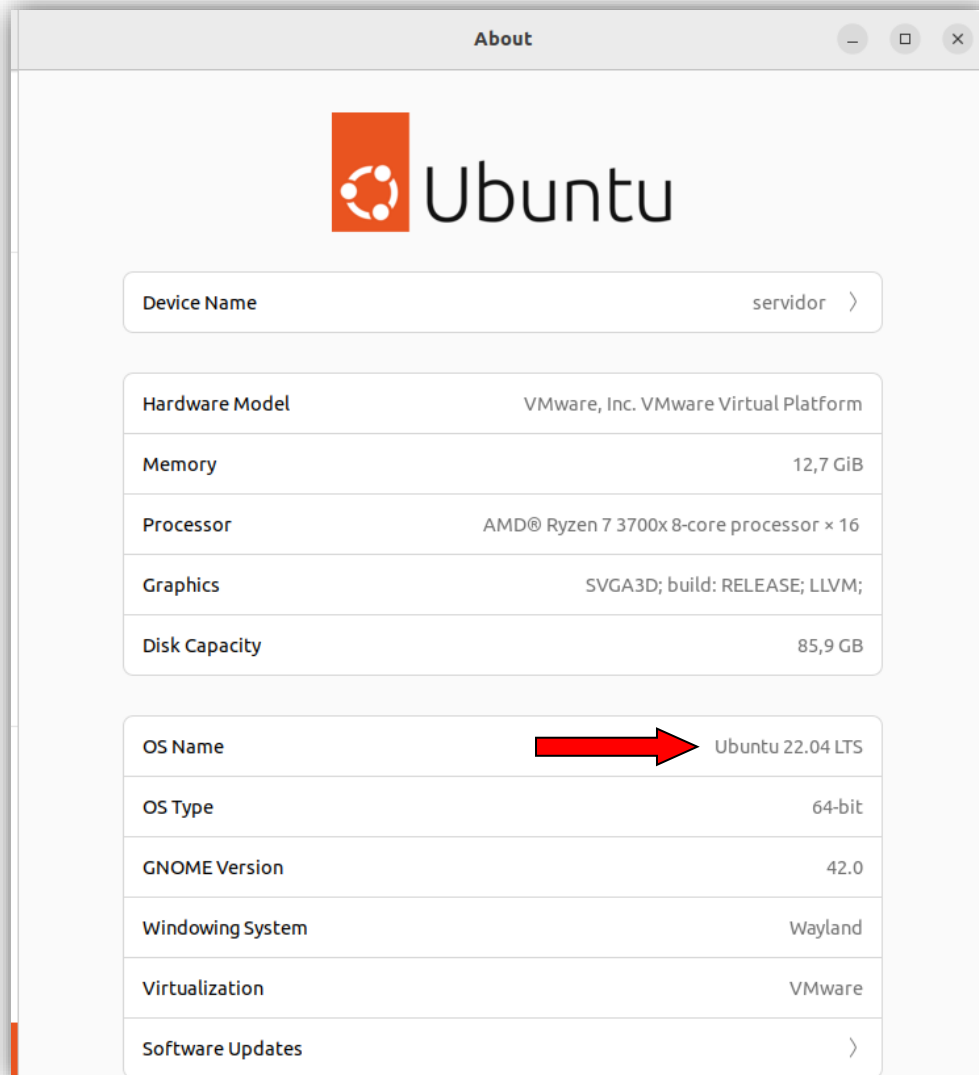 About
Ubuntu
Device Name servidor
Hardware Model VMware, Inc. VMware Virtual Platform
Memory 12,7 GiB
Processor AMD® Ryzen 7 3700x 8-core processor × 16
Graphics SVGA3D; build: RELEASE; LLVM;
Disk Capacity 85,9 GB
OS Name Ubuntu 22.04 LTS
OS Type 64-bit
GNOME Version 42.0
Windowing System Wayland
Virtualization VMware
Software Updates